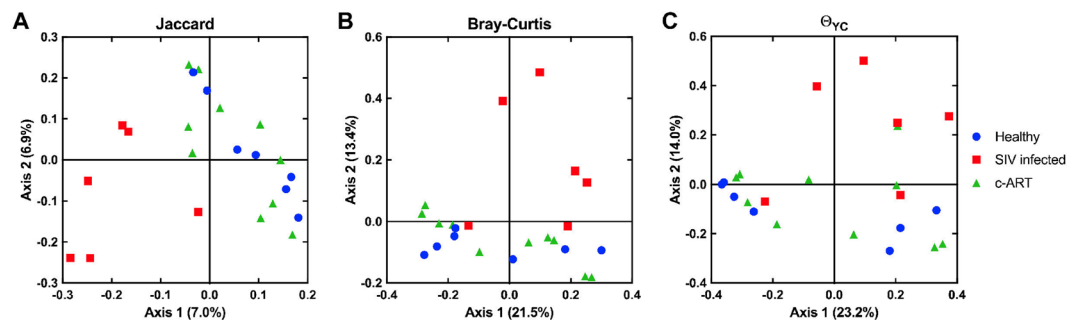 A
Jaccard
0.3
0.2
0.1
0.0
-0.1
-0.2
-0.3
-0.3
-0.2
-0.1
0.0
0.1
0.2
Axis 2 (6.9%)
Axis 1 (7.0%)
B
Bray-Curtis
0.6
0.4
0.2
0.0
-0.2
-0.4
-0.2
0.0
0.2
0.4
Axis 2 (13.4%)
Axis 1 (21.5%)
C
ΘYC
0.6
0.4
0.2
0.0
-0.2
-0.4
-0.4
-0.2
0.0
0.2
0.4
Axis 2 (14.0%)
Axis 1 (23.2%)
Healthy
SIV infected
c-ART